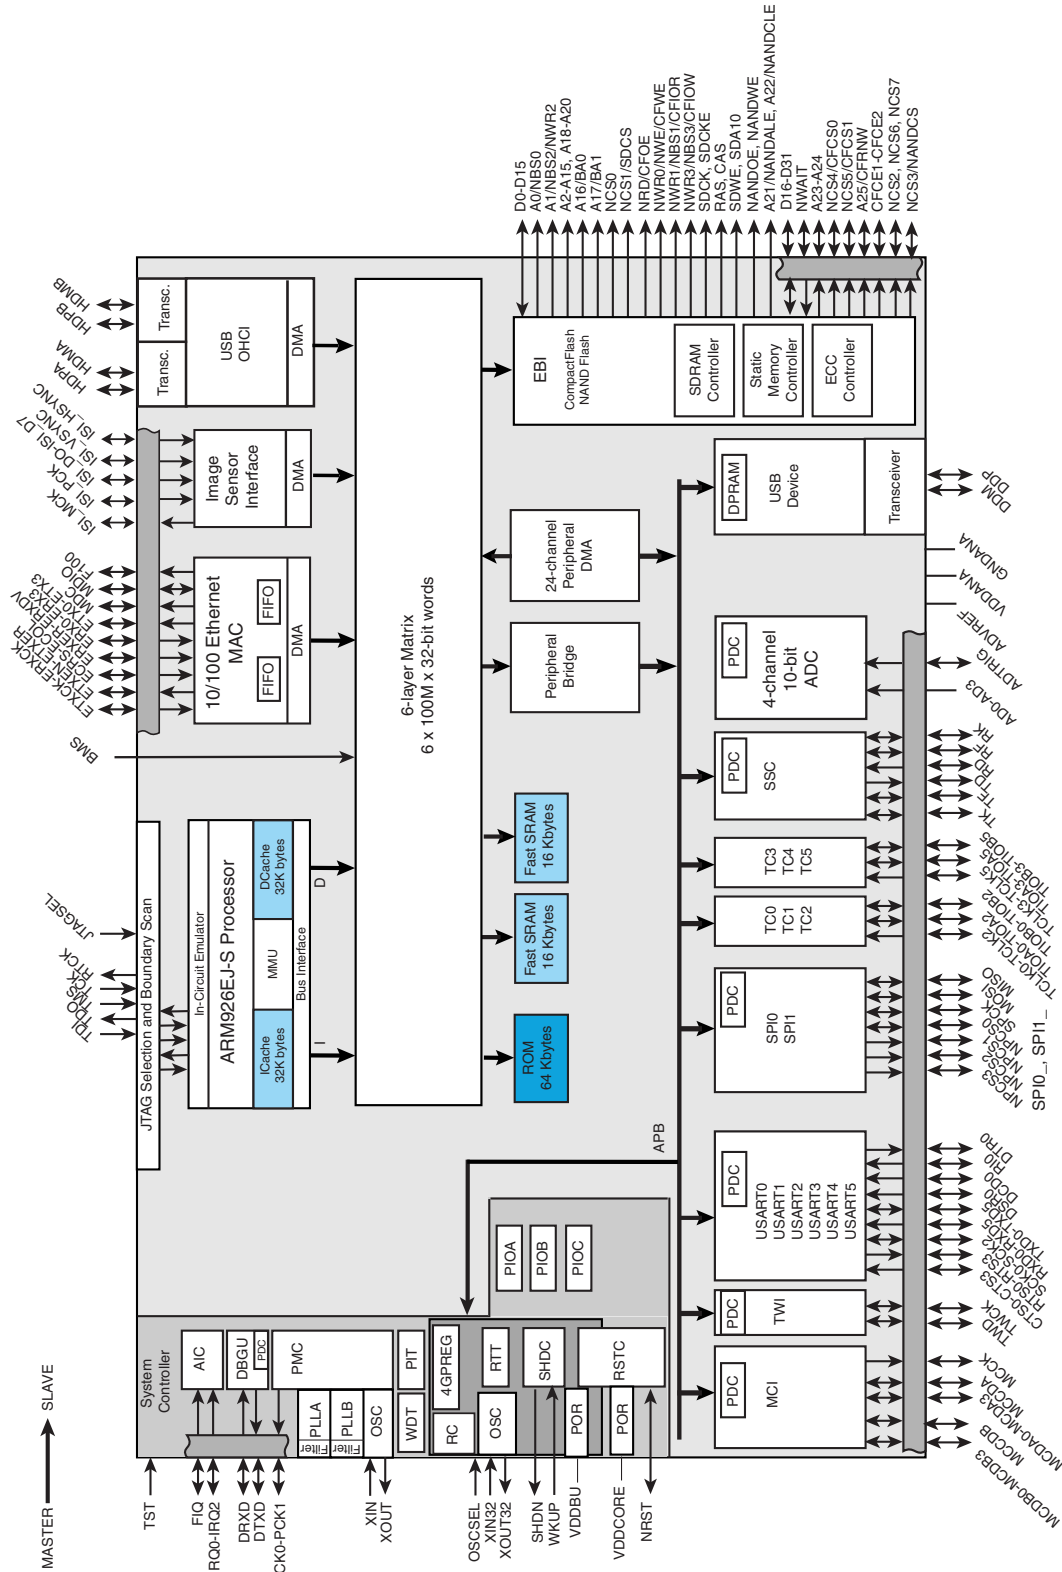 MASTER
SLAVE
HDPA
HDMA
HDPB
HDMB
ISI_MCK
ISI_PCK
ISI_DO-ISI_D7
ISI_VSYNC
ISI_HSYNC
ETXCK-ERXCK
ETXEN-ETXER
ECRS-ECOL
ERXER-ERXDV
ERX0-ERX3
ETX0-ETX3
MDC
MDIO
F100
BMS
JTAGSEL
TDI
TDO
TMS
TCK
RTCK
JTAG Selection and Boundary Scan
In-Circuit Emulator
ARM926EJ-S Processor
ICache
32K bytes
MMU
DCache
32K bytes
Bus Interface
I
D
10/100 Ethernet
MAC
FIFO
FIFO
DMA
Image
Sensor
Interface
DMA
Transc.
Transc.
USB
OHCI
DMA
6-layer Matrix
6 x 100M x 32-bit words
ROM
64 Kbytes
Fast SRAM
16 Kbytes
Fast SRAM
16 Kbytes
Peripheral
Bridge
24-channel
Peripheral
DMA
EBI
CompactFlash
NAND Flash
SDRAM
Controller
Static
Memory
Controller
ECC
Controller
D0-D15
A0/NBS0
A1/NBS2/NWR2
A2-A15, A18-A20
A16/BA0
A17/BA1
NCS0
NCS1/SDCS
NRD/CFOE
NWR0/NWE/CFWE
NWR1/NBS1/CFIOR
NWR3/NBS3/CFIOW
SDCK, SDCKE
RAS, CAS
SDWE, SDA10
NANDOE, NANDWE
A21/NANDALE, A22/NANDCLE
D16-D31
NWAIT
A23-A24
NCS4/CFCS0
NCS5/CFCS1
A25/CFRNW
CFCE1-CFCE2
NCS2, NCS6, NCS7
NCS3/NANDCS
APB
System
Controller
TST
FIQ
RQ0-IRQ2
DRXD
DTXD
CK0-PCK1
XIN
XOUT
OSCSEL
XIN32
XOUT32
SHDN
WKUP
VDDBU
VDDCORE
NRST
AIC
DBGU
PDC
PMC
PLLA
Filter
PLLB
Filter
OSC
PIT
WDT
4GPREG
RC
RTT
OSC
SHDC
POR
RSTC
POR
PIOA
PIOB
PIOC
PDC
MCI
PDC
TWI
PDC
USART0
USART1
USART2
USART3
USART4
USART5
PDC
SPI0
SPI1
TC0
TC1
TC2
TC3
TC4
TC5
PDC
SSC
PDC
4-channel
10-bit
ADC
DPRAM
USB
Device
Transceiver
MCDB0-MCDB3
MCCDB
MCDA0-MCDA3
MCCDA
MCCK
TWD
TWCK
CTS0-CTS3
RTS0-RTS3
SCK0-SCK2
RXD0-RXD5
TXD0-TXD5
DSR0
DCD0
RI0
DTR0
NPCS3
NPCS2
NPCS1
NPCS0
SPCK
MOSI
MISO
SPI0_, SPI1_
TCLK0-TCLK2
TIOA0-TIOA2
TIOB0-TIOB2
TCLK3-TCLK5
TIOA3-TIOA5
TIOB3-TIOB5
TK
TF
TD
RD
RF
RK
AD0-AD3
ADTRIG
ADVREF
VDDANA
GNDANA
DDM
DDP